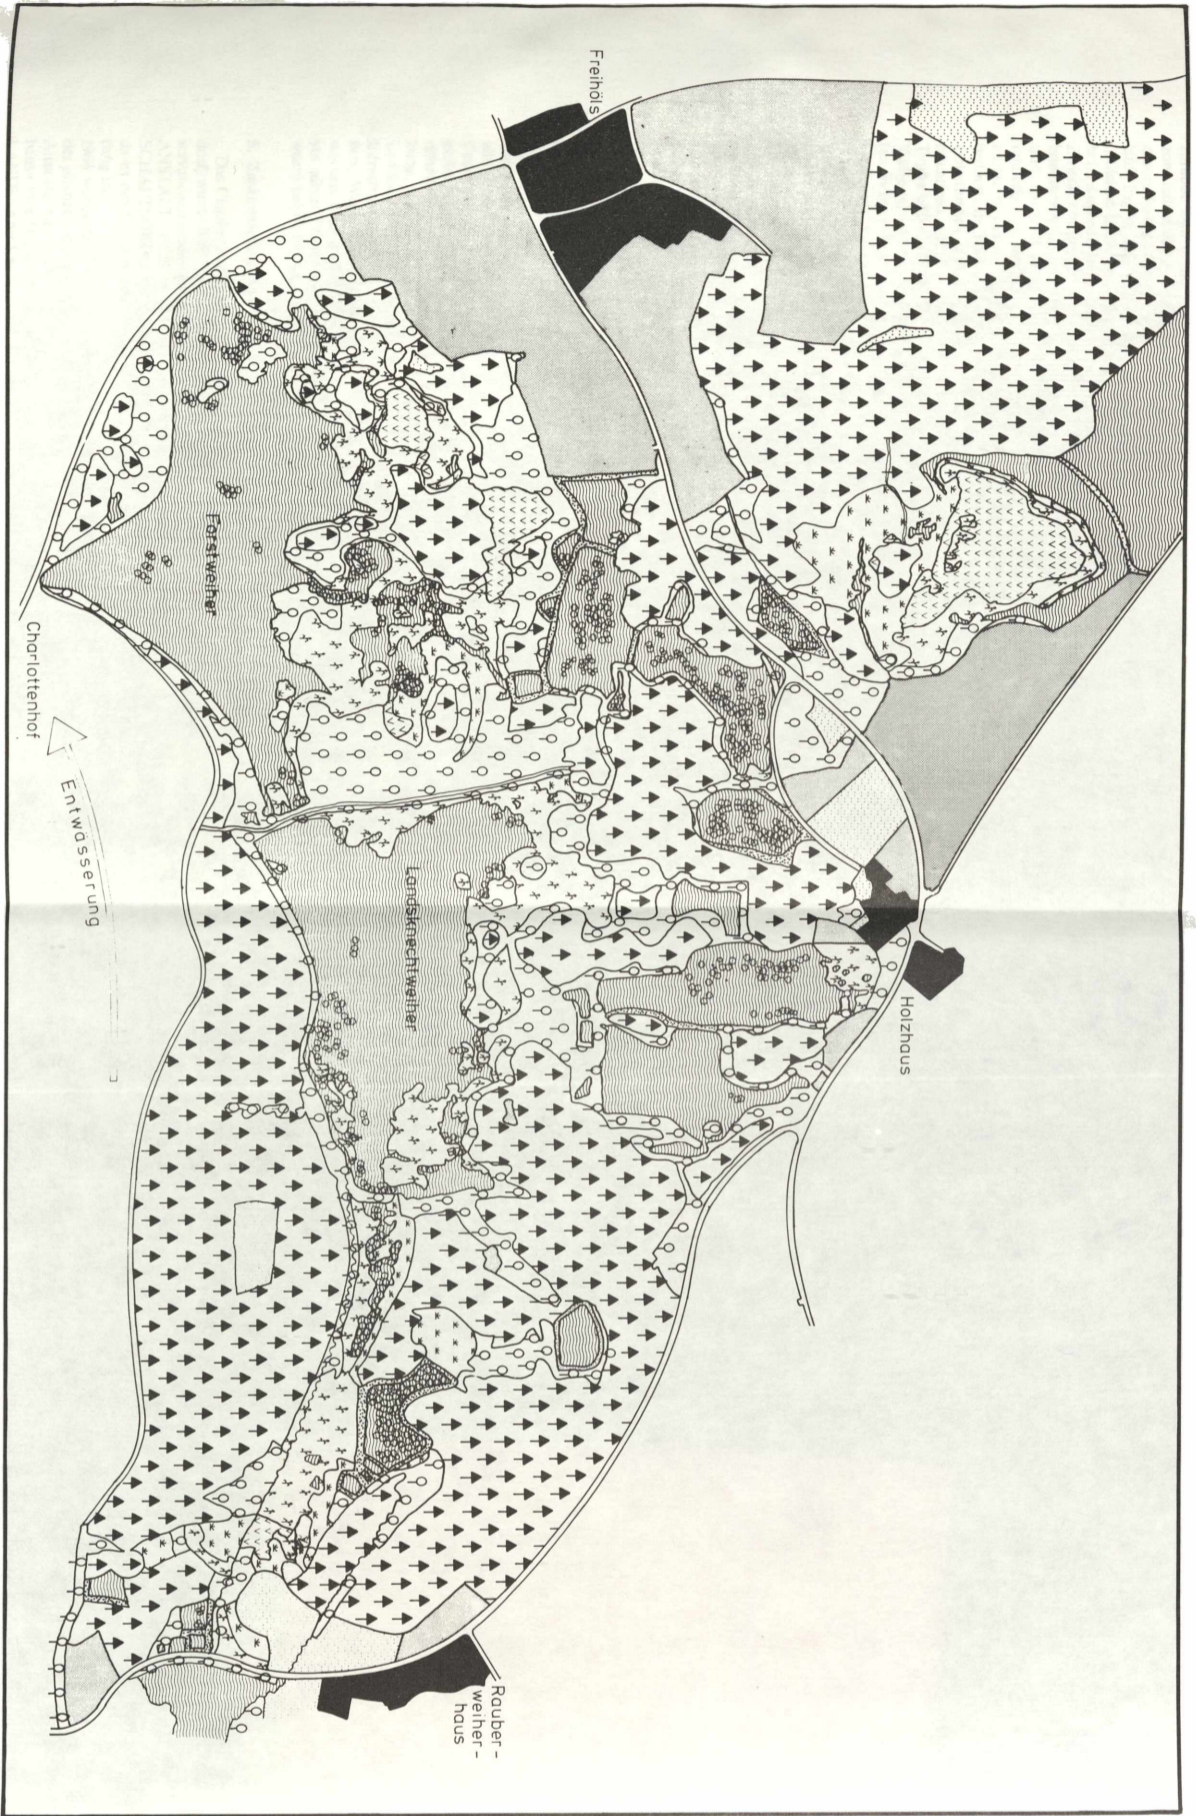 Freihöls
Forstweiher
Charlottenhof
Entwässerung
Landsknechtweiher
Holzhaus
Rauber-
weiher-
haus